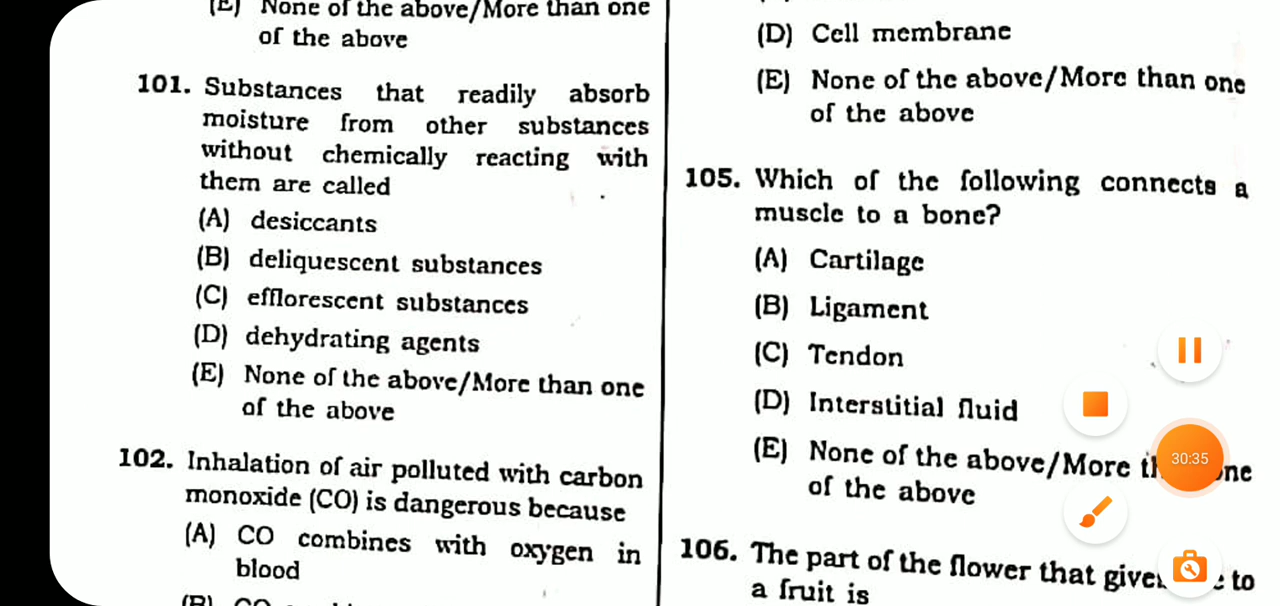 (E) None of the above/More than one
of the above
101. Substances that readily absorb
moisture from other substances
without chemically reacting with
them are called
(A) desiccants
(B) deliquescent substances
(C) efflorescent substances
(D) dehydrating agents
(E) None of the above/More than one
of the above
102. Inhalation of air polluted with carbon
monoxide (CO) is dangerous because
(A) CO combines with oxygen in
blood
(B) CO
(D) Cell membrane
(E) None of the above/More than one
of the above
105. Which of the following connects a
muscle to a bone?
(A) Cartilage
(B) Ligament
(C) Tendon
(D) Interstitial fluid
(E) None of the above/More
of the above
106. The part of the flower that to
a fruit is
30:35